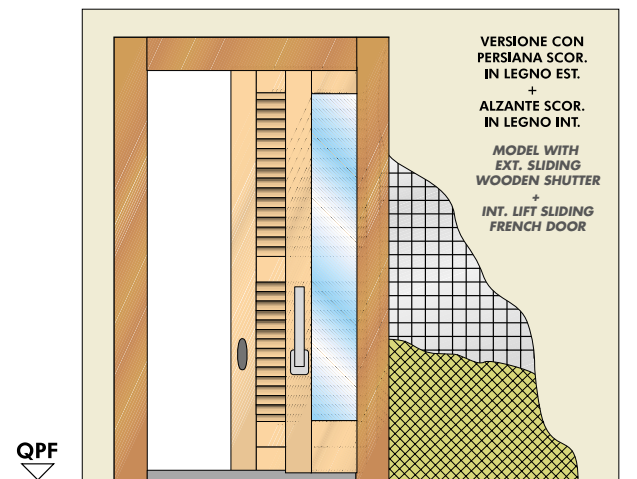 VERSIONE CON
PERSIANA SCOR.
IN LEGNO EST.
+
ALZANTE SCOR.
IN LEGNO INT.
MODEL WITH
EXT. SLIDING
WOODEN SHUTTER
+
INT. LIFT SLIDING
FRENCH DOOR
QPF